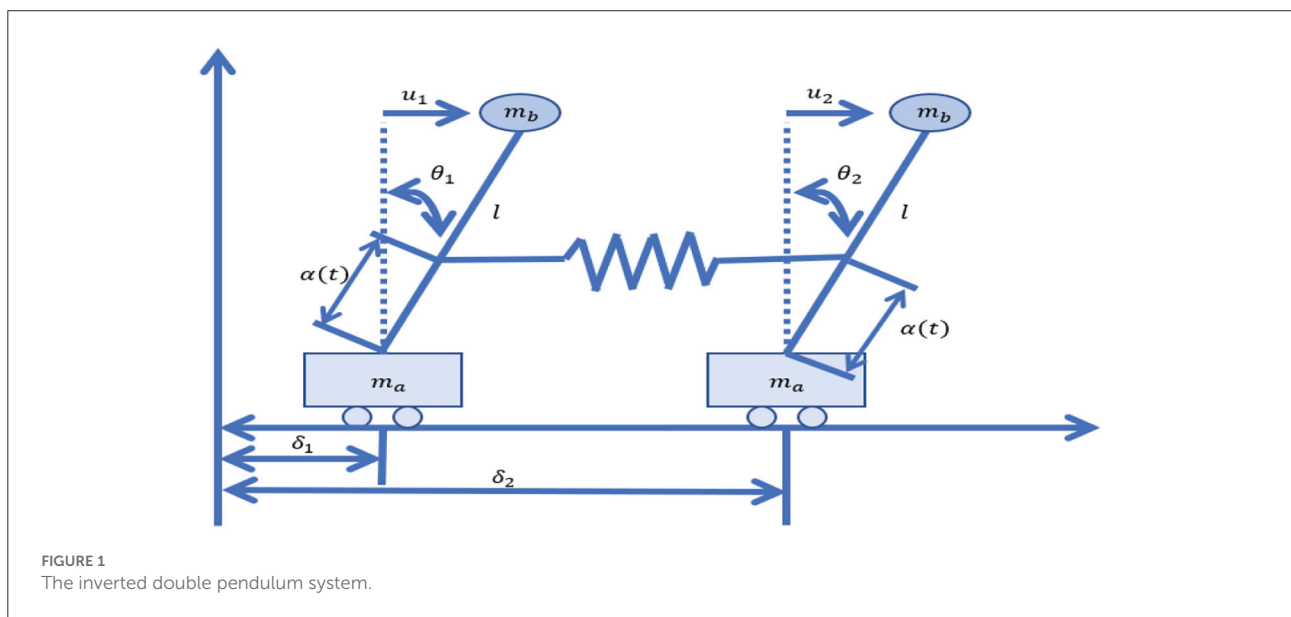 u₁
m_b
u₂
m_b
θ₁
θ₂
l
l
α(t)
α(t)
m_a
m_a
δ₁
δ₂
FIGURE 1
The inverted double pendulum system.